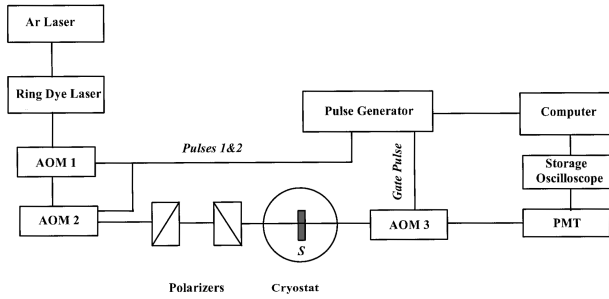 Ar Laser
Ring Dye Laser
Pulse Generator
Computer
AOM 1
Pulses 1&2
Gate Pulse
Storage
Oscilloscope
AOM 2
AOM 3
PMT
S
Polarizers
Cryostat